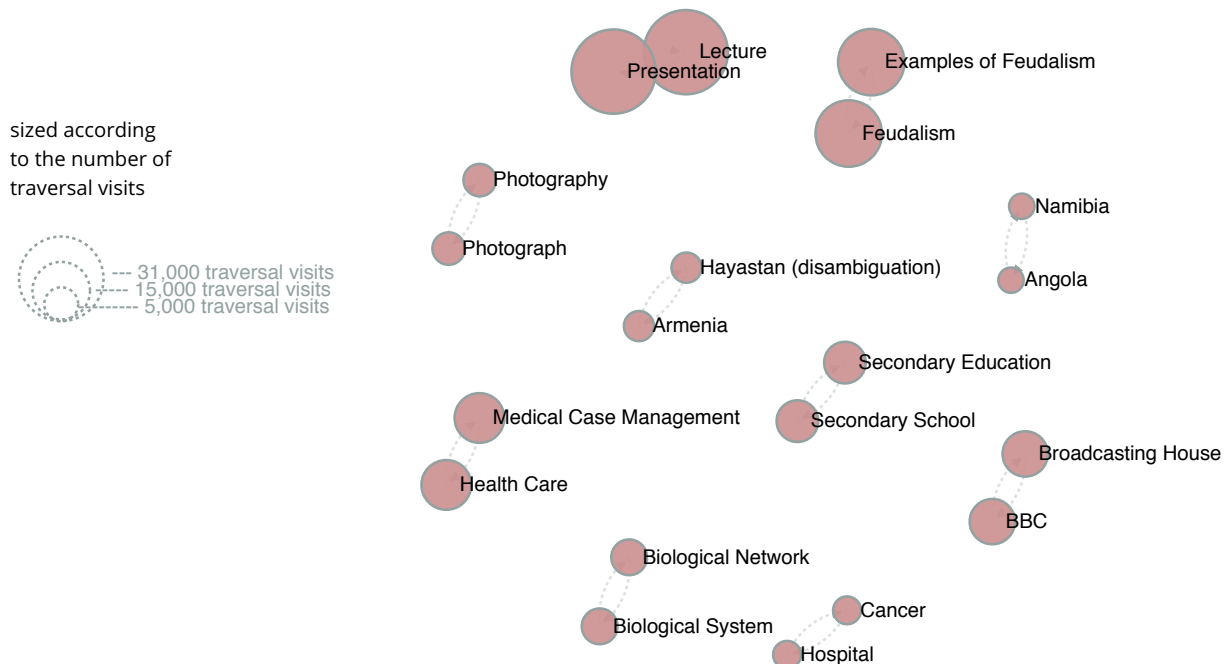 Lecture
Presentation
Examples of Feudalism
Feudalism
sized according
to the number of
traversal visits
Photography
Photograph
Namibia
Angola
Hayastan (disambiguation)
Armenia
31,000 traversal visits
15,000 traversal visits
5,000 traversal visits
Secondary Education
Secondary School
Medical Case Management
Health Care
Broadcasting House
BBC
Biological Network
Biological System
Cancer
Hospital